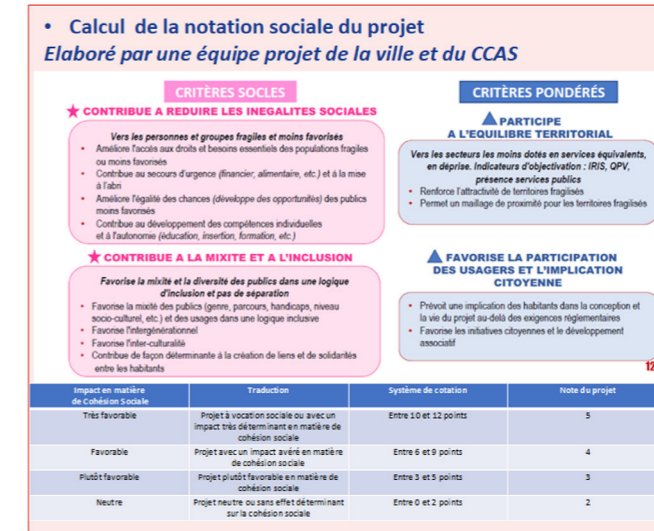 • Calcul de la notation sociale du projet
Elaboré par une équipe projet de la ville et du CCAS
CRITÈRES SOCLES
★ CONTRIBUE A REDUIRE LES INEGALITES SOCIALES
Vers les personnes et groupes fragiles et moins favorisés
• Améliore l'accès aux droits et besoins essentiels des populations fragiles
ou moins favorisés
• Contribue au secours d'urgence (financier, alimentaire, etc.) et à la mise
à l'abri
• Améliore l'égalité des chances (développe des opportunités) des publics
moins favorisés
• Contribue au développement des compétences individuelles
et à l'autonomie (éducation, insertion, formation, etc.)
★ CONTRIBUE A LA MIXITE ET A L'INCLUSION
Favorise la mixité et la diversité des publics dans une logique
d'inclusion et pas de séparation
• Favorise la mixité des publics (genre, parcours, handicaps, niveau
socio-culturel, etc.) et des usages dans une logique inclusive
• Favorise l'intergénérationnel
• Favorise l'inter-culturalité
• Contribue de façon déterminante à la création de liens et de solidarités
entre les habitants
CRITÈRES PONDÉRÉS
▲ PARTICIPE
A L'EQUILIBRE TERRITORIAL
Vers les secteurs les moins dotés en services équivalents,
en déprise. Indicateurs d'objectivation : IRIS, QPV,
présence services publics
• Renforce l'attractivité de territoires fragilisés
• Permet un maillage de proximité pour les territoires fragilisés
▲ FAVORISE LA PARTICIPATION
DES USAGERS ET L'IMPLICATION
CITOYENNE
• Prévoit une implication des habitants dans la conception et
la vie du projet au-delà des exigences réglementaires
• Favorise les initiatives citoyennes et le développement
associatif
12
Impact en matière
de Cohésion Sociale
Traduction
Système de cotation
Note du projet
Très favorable
Projet à vocation sociale ou avec un
impact très déterminant en matière de
cohésion sociale
Entre 10 et 12 points
5
Favorable
Projet avec un impact avéré en matière
de cohésion sociale
Entre 6 et 9 points
4
Plutôt favorable
Projet plutôt favorable en matière de
cohésion sociale
Entre 3 et 5 points
3
Neutre
Projet neutre ou sans effet déterminant
sur la cohésion sociale
Entre 0 et 2 points
2